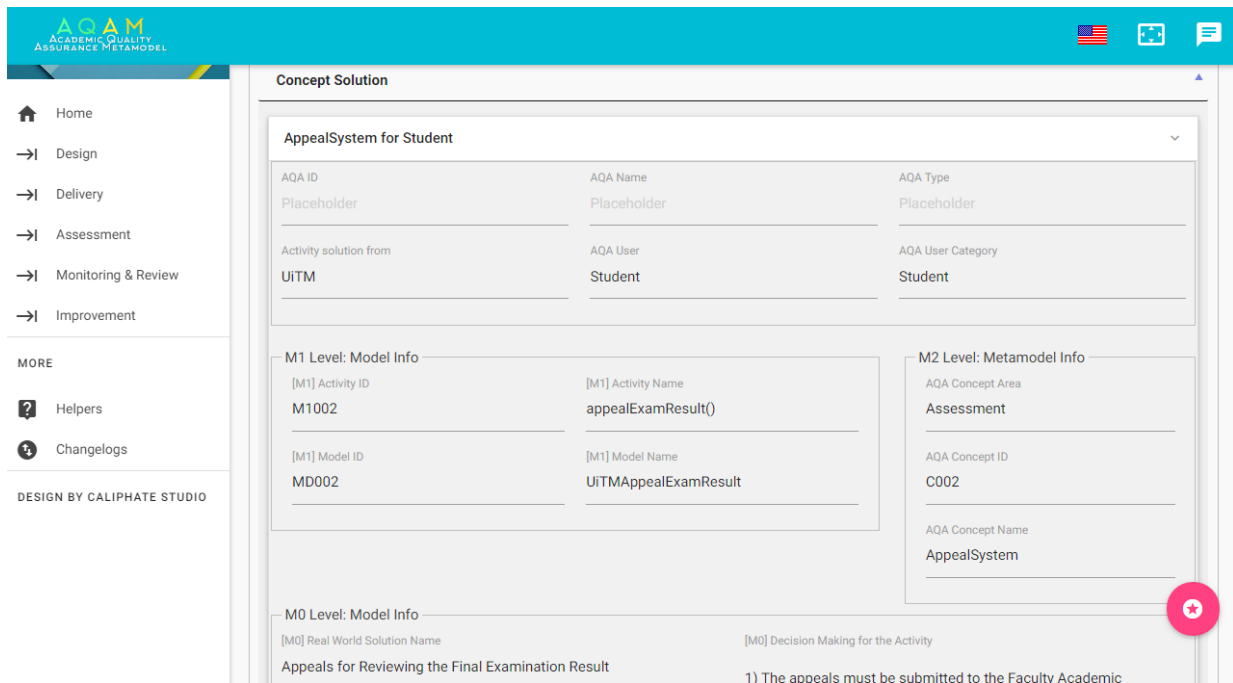 AQAM
ACADEMIC QUALITY
ASSURANCE METAMODEL
Home
Design
Delivery
Assessment
Monitoring & Review
Improvement
MORE
Helpers
Changelogs
DESIGN BY CALIPHATE STUDIO
Concept Solution
AppealSystem for Student
AQA ID
AQA Name
AQA Type
Placeholder
Placeholder
Placeholder
Activity solution from
AQA User
AQA User Category
UiTM
Student
Student
M1 Level: Model Info
[M1] Activity ID
[M1] Activity Name
M1002
appealExamResult()
[M1] Model ID
[M1] Model Name
MD002
UiTMAppealExamResult
M2 Level: Metamodel Info
AQA Concept Area
Assessment
AQA Concept ID
C002
AQA Concept Name
AppealSystem
M0 Level: Model Info
[M0] Real World Solution Name
[M0] Decision Making for the Activity
Appeals for Reviewing the Final Examination Result
1) The appeals must be submitted to the Faculty Academic